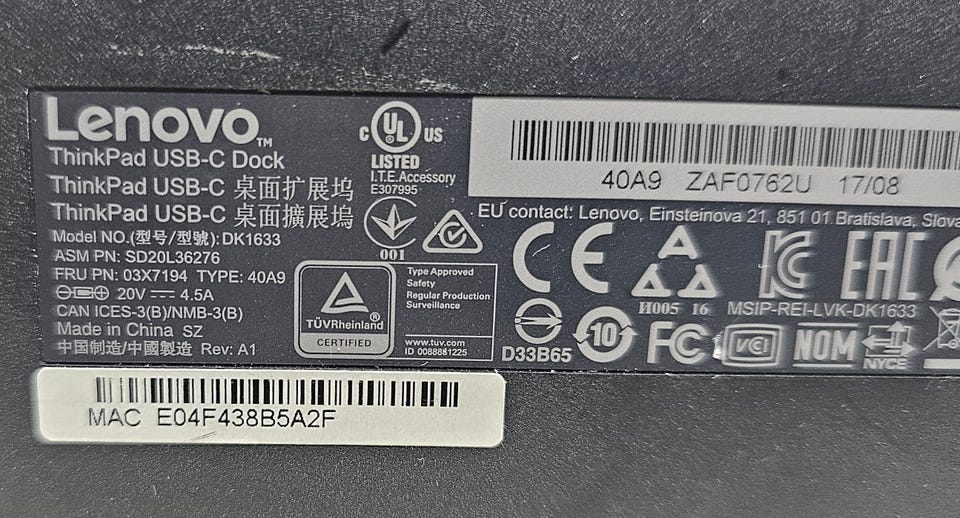 Lenovo™
ThinkPad USB-C Dock
ThinkPad USB-C 桌面扩展坞
ThinkPad USB-C 桌面擴展塢
Model NO.(型号/型號): DK1633
ASM PN: SD20L36276
FRU PN: 03X7194 TYPE: 40A9
20V ⎓ 4.5A
CAN ICES-3(B)/NMB-3(B)
Made in China SZ
中国制造/中國製造 Rev: A1
C UL US
LISTED
I.T.E. Accessory
E307995
001
TÜVRheinland®
CERTIFIED
Type Approved
Safety
Regular Production
Surveillance
www.tuv.com
ID 0088881225
40A9 ZAF0762U 17/08
EU contact: Lenovo, Einsteinova 21, 851 01 Bratislava,
CE
И005 16
EAC
MSIP-REI-LVK-DK1633
D33B65
10
FC
VCI
NOM
NYCE
MAC E04F438B5A2F